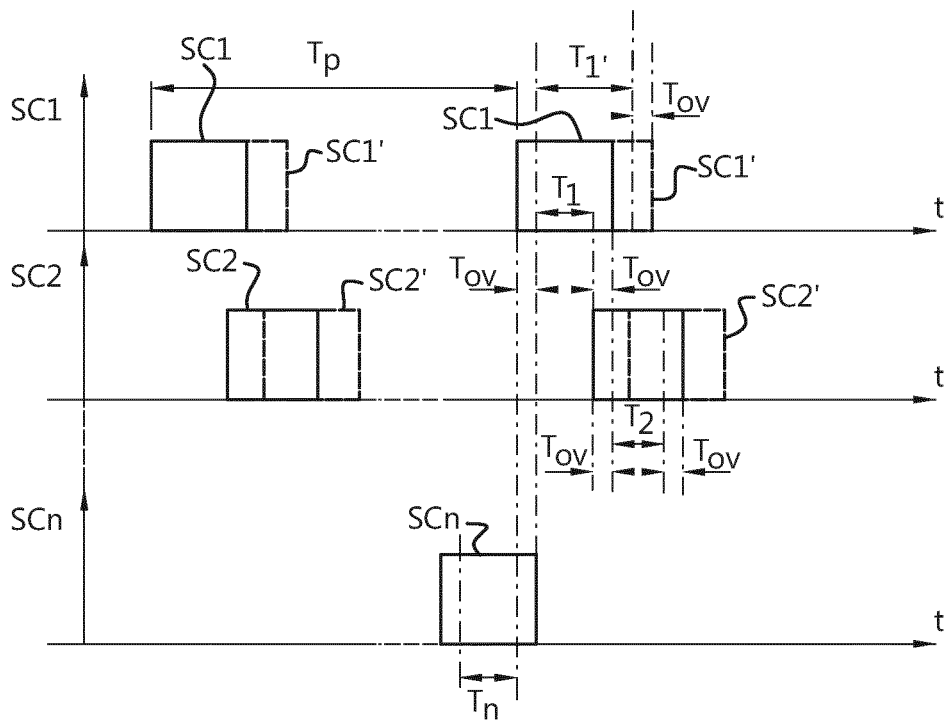 SC1
Tp
T1'
SC1
SC1
Tov
SC1'
SC1'
T1
t
SC2
SC2
SC2'
Tov
Tov
SC2'
t
T2
Tov
Tov
SCn
SCn
t
Tn